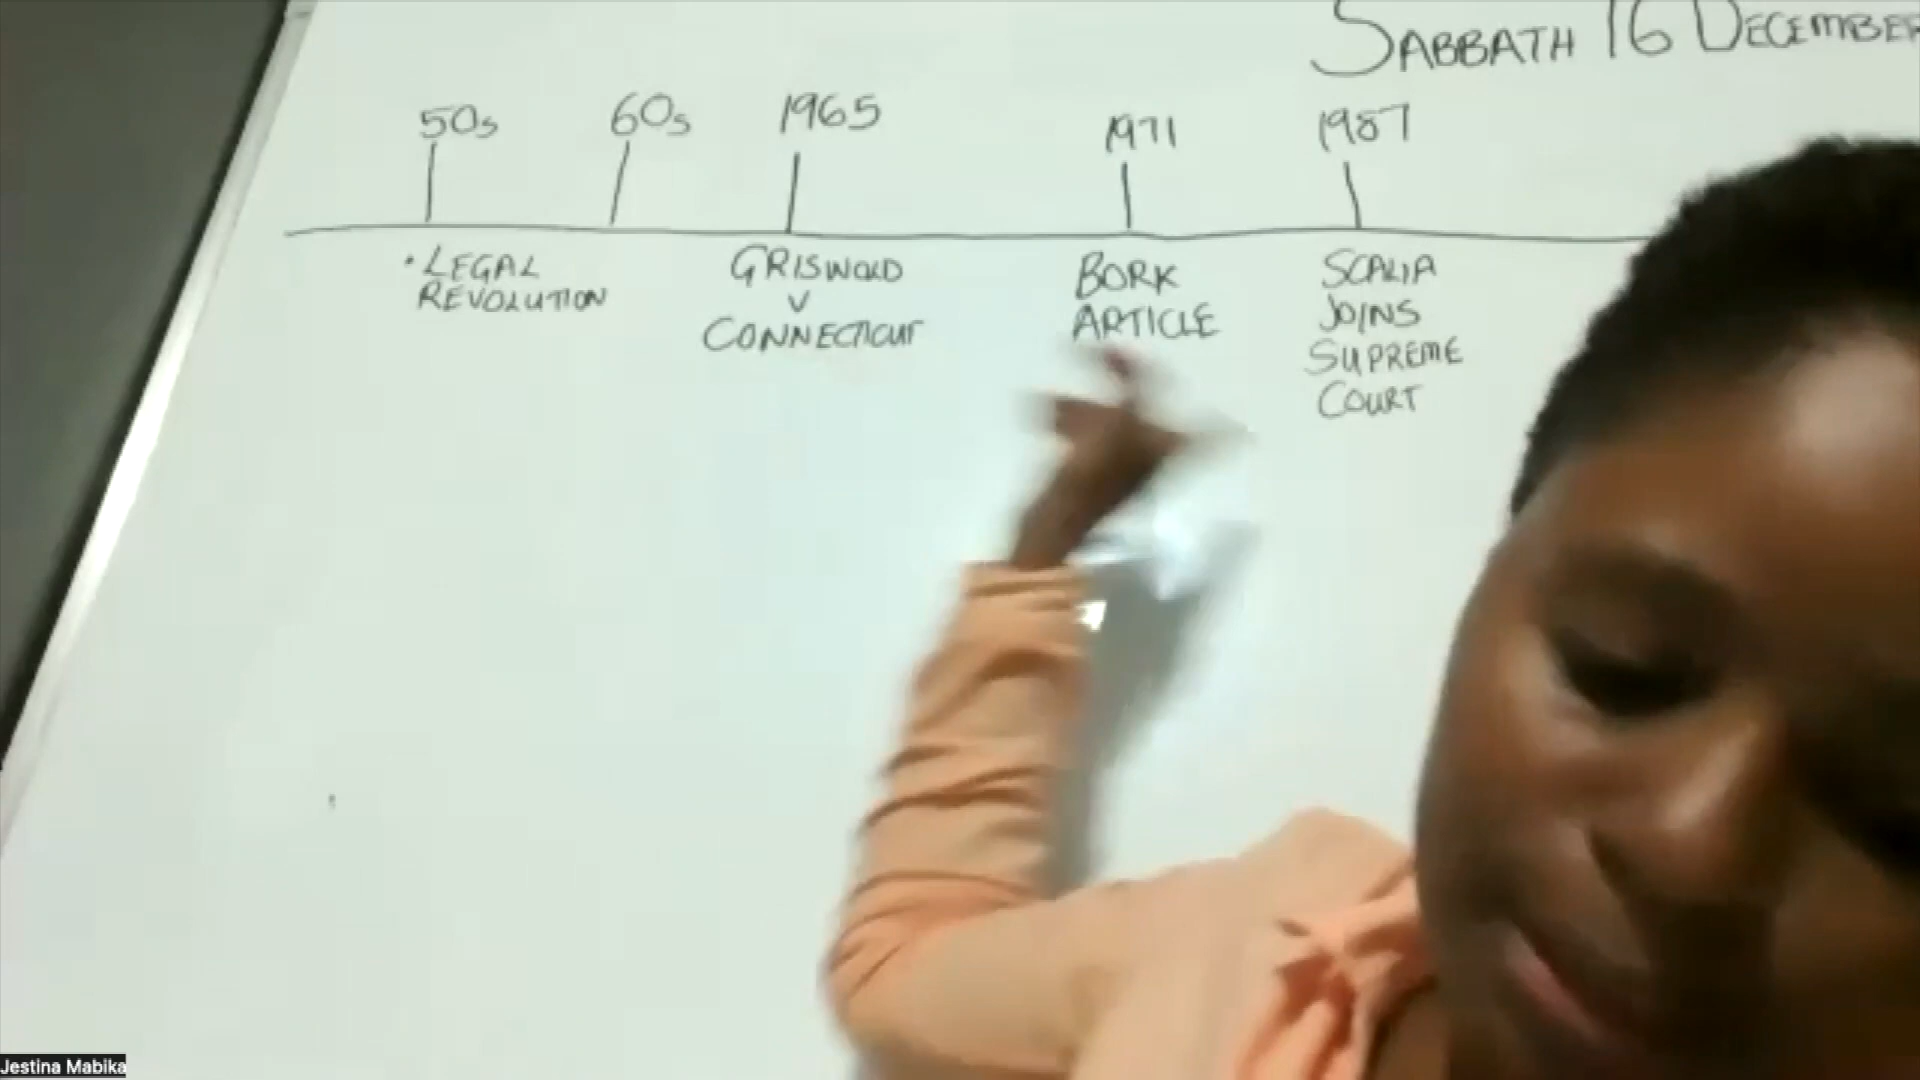 SABBATH 16 DECEMBER
50s 60s 1965 1971 1987
• LEGAL REVOLUTION
GRISWOLD
V
CONNECTICUT
BORK
ARTICLE
SCALIA
JOINS
SUPREME
COURT
Jestina Mabika